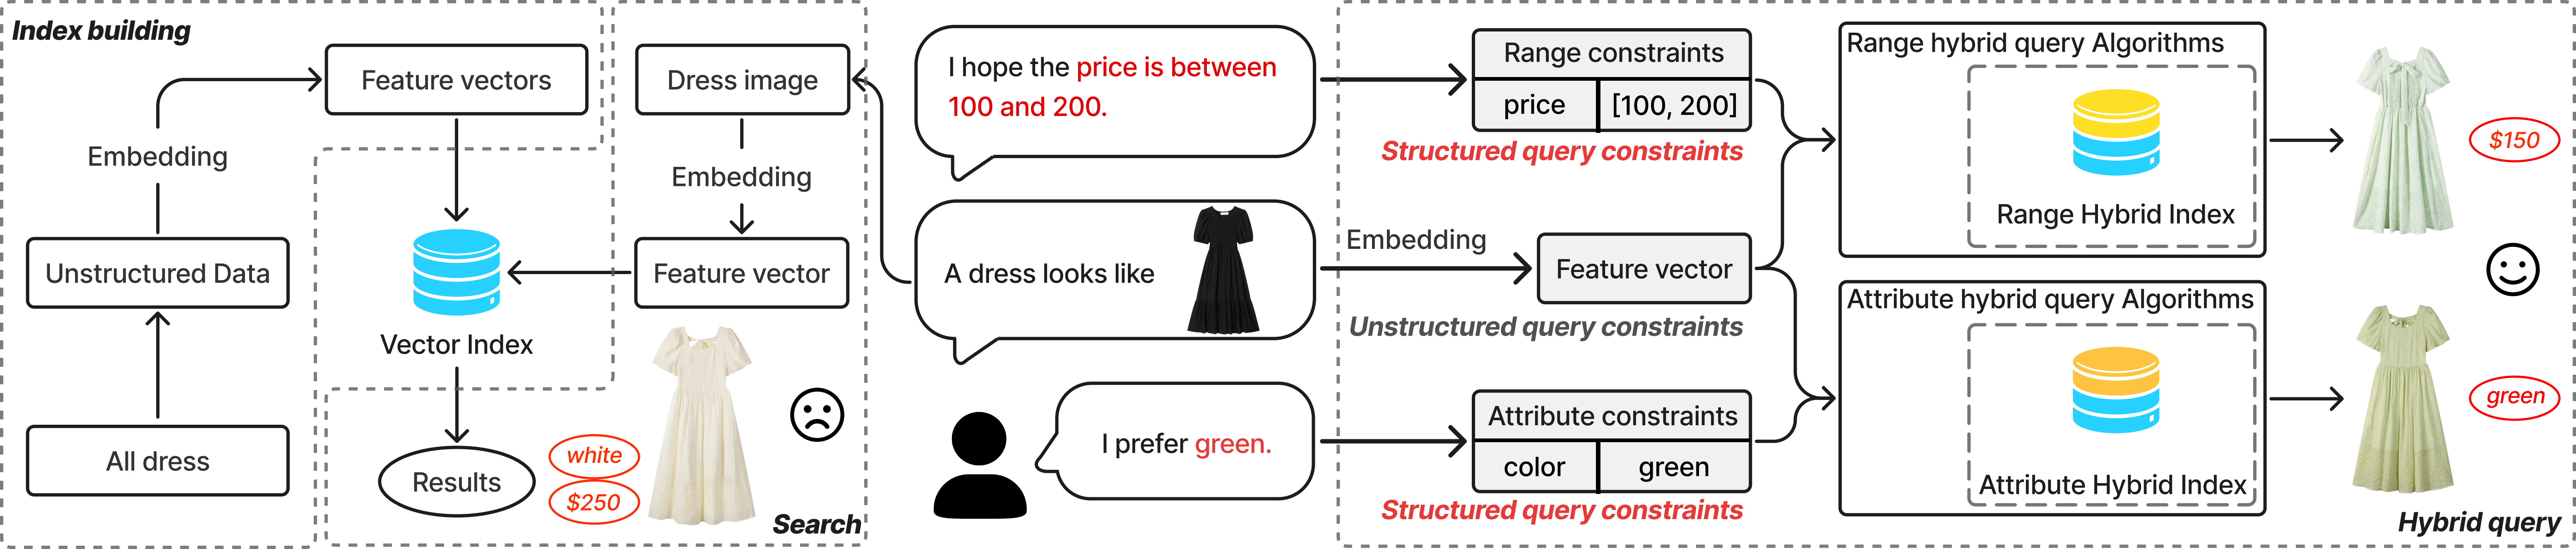 Index building
Feature vectors
Embedding
Unstructured Data
All dress
Vector Index
Results
Dress image
Embedding
Feature vector
white
$250
Search
I hope the price is between
100 and 200.
A dress looks like
I prefer green.
Range constraints
price [100, 200]
Structured query constraints
Embedding
Feature vector
Unstructured query constraints
Attribute constraints
color green
Structured query constraints
Range hybrid query Algorithms
Range Hybrid Index
$150
Attribute hybrid query Algorithms
Attribute Hybrid Index
green
Hybrid query